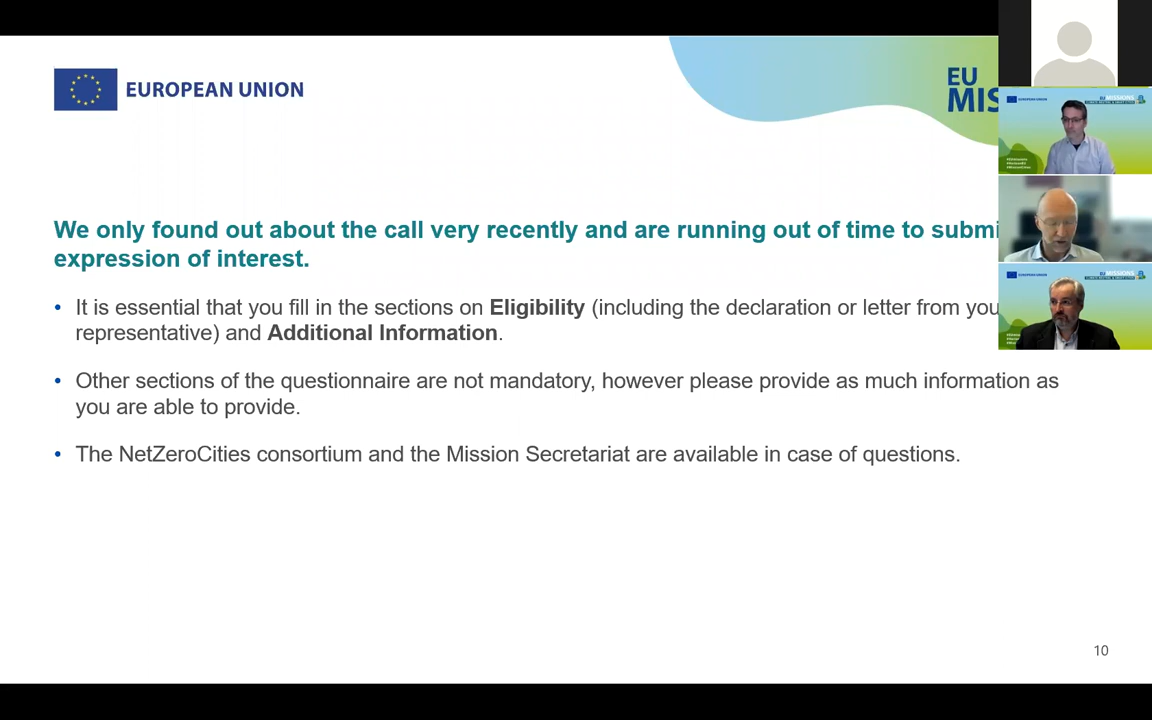 EUROPEAN UNION
EU
MIS
We only found out about the call very recently and are running out of time to submi
expression of interest.
• It is essential that you fill in the sections on Eligibility (including the declaration or letter from you
representative) and Additional Information.
• Other sections of the questionnaire are not mandatory, however please provide as much information as
you are able to provide.
• The NetZeroCities consortium and the Mission Secretariat are available in case of questions.
10